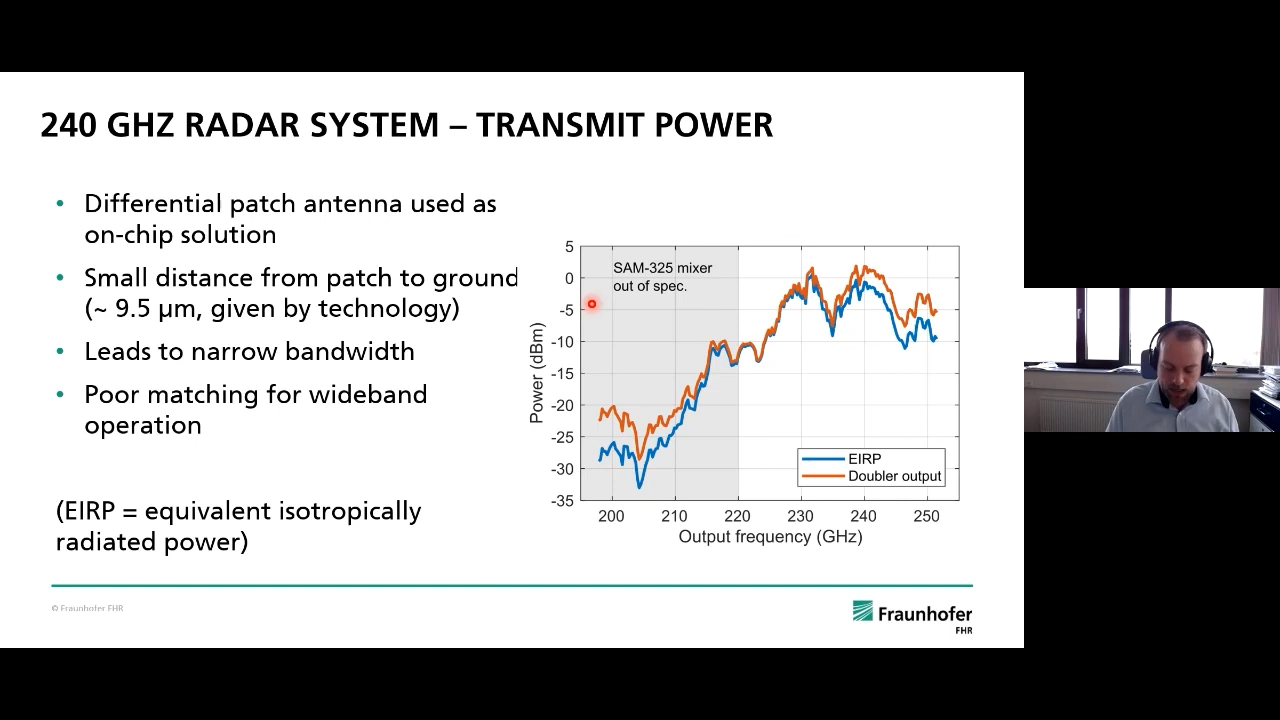 240 GHZ RADAR SYSTEM – TRANSMIT POWER
• Differential patch antenna used as
on-chip solution
• Small distance from patch to ground
(~ 9.5 µm, given by technology)
• Leads to narrow bandwidth
• Poor matching for wideband
operation
(EIRP = equivalent isotropically
radiated power)
SAM-325 mixer
out of spec.
5
0
-5
-10
-15
-20
-25
-30
-35
Power (dBm)
EIRP
Doubler output
200 210 220 230 240 250
Output frequency (GHz)
© Fraunhofer FHR
Fraunhofer
FHR